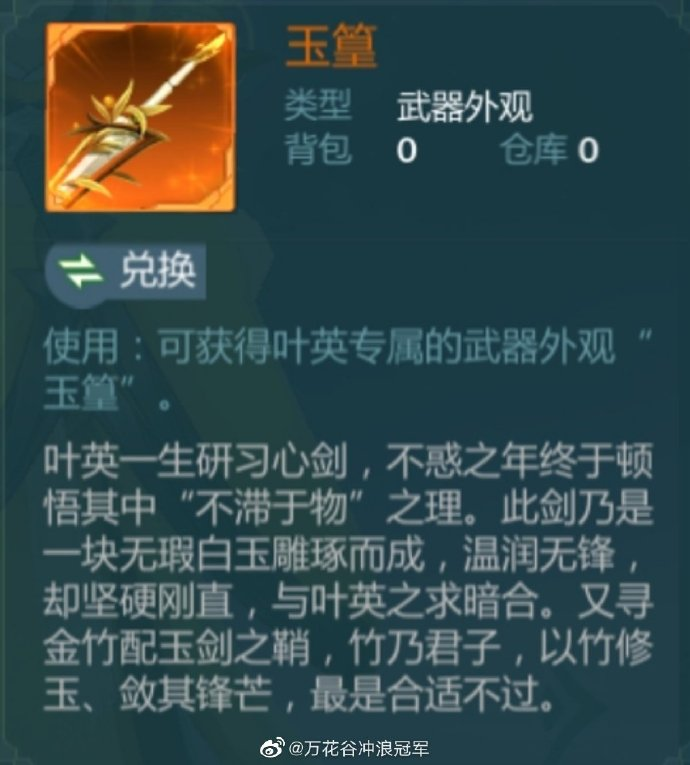 玉篁
类型 武器外观
背包 0 仓库 0
兑换
使用：可获得叶英专属的武器外观“
玉篁”。
叶英一生研习心剑，不惑之年终于顿
悟其中“不滞于物”之理。此剑乃是
一块无瑕白玉雕琢而成，温润无锋，
却坚硬刚直，与叶英之求暗合。又寻
金竹配玉剑之鞘，竹乃君子，以竹修
玉、敛其锋芒，最是合适不过。
@万花谷冲浪冠军